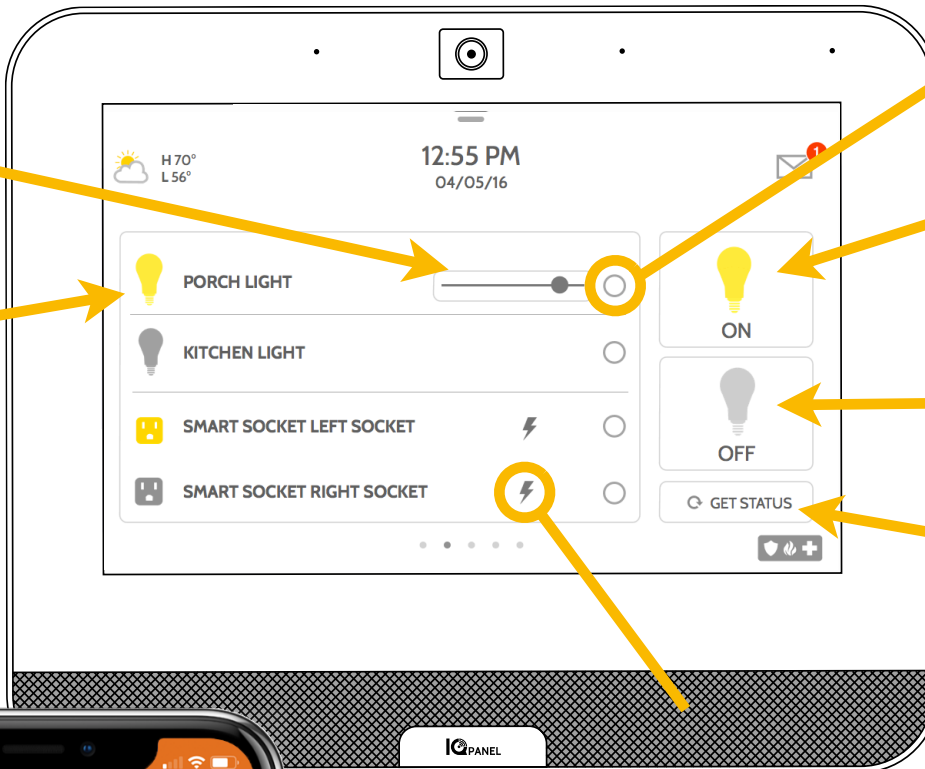 H 70°
L 56°
12:55 PM
04/05/16
1
PORCH LIGHT
KITCHEN LIGHT
SMART SOCKET LEFT SOCKET
SMART SOCKET RIGHT SOCKET
ON
OFF
GET STATUS
IQ PANEL